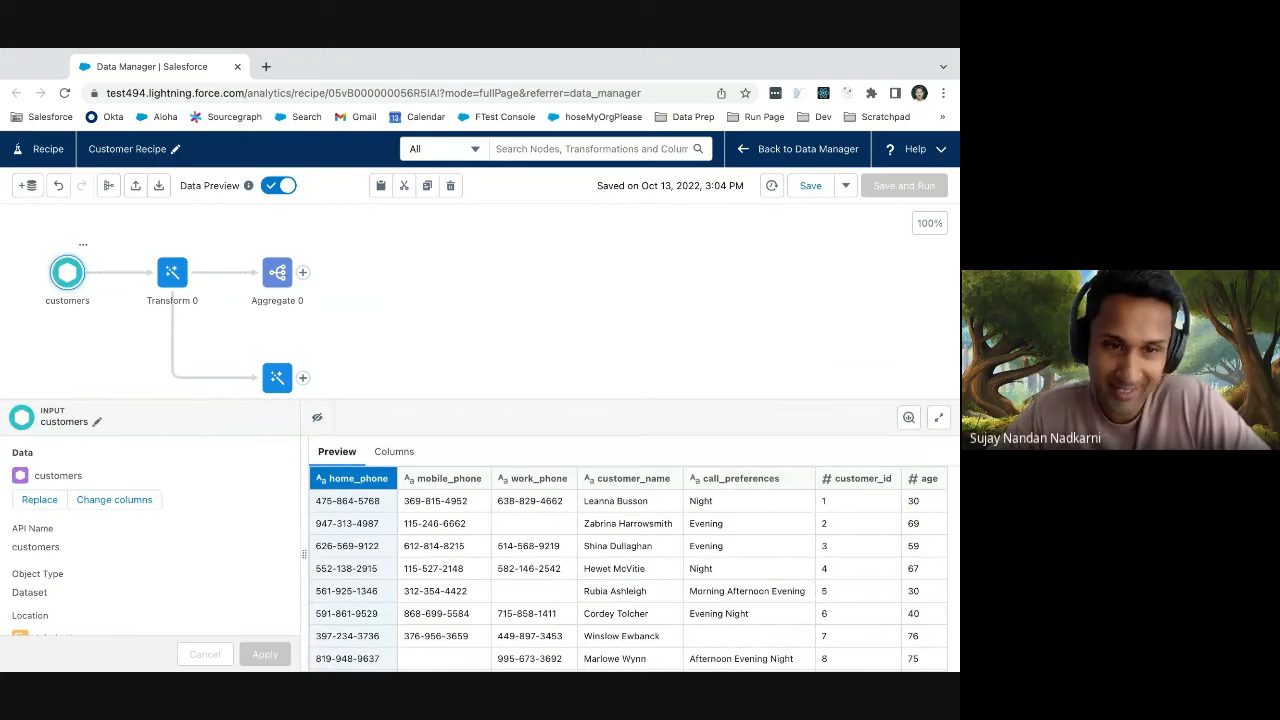 Data Manager | Salesforce
test494.lightning.force.com/analytics/recipe/05vB000000056R5IAI?mode=fullPage&referrer=data_manager
Salesforce Okta Aloha Sourcegraph Search Gmail Calendar FTest Console hoseMyOrgPlease Data Prep Run Page Dev Scratchpad »
Recipe Customer Recipe All Search Nodes, Transformations and Colum Back to Data Manager ? Help
Data Preview Saved on Oct 13, 2022, 3:04 PM Save Save and Run
100%
customers Transform 0 Aggregate 0
INPUT
customers
Data
customers
Replace Change columns
API Name
customers
Object Type
Dataset
Location
Cancel Apply
Preview Columns
home_phone mobile_phone work_phone customer_name call_preferences # customer_id # age
475-864-5768 369-815-4952 638-829-4662 Leanna Busson Night 1 30
947-313-4987 115-246-6662 Zabrina Harrowsmith Evening 2 69
626-569-9122 612-814-8215 514-568-9219 Shina Dullaghan Evening 3 59
552-138-2915 115-527-2148 582-146-2542 Hewet McVitie Night 4 67
561-925-1346 312-354-4422 Rubia Ashleigh Morning Afternoon Evening 5 30
591-861-9529 868-699-5584 715-858-1411 Cordey Tolcher Evening Night 6 40
397-234-3736 376-956-3659 449-897-3453 Winslow Ewbanck 7 76
819-948-9637 995-673-3692 Marlowe Wynn Afternoon Evening Night 8 75
Sujay Nandan Nadkarni